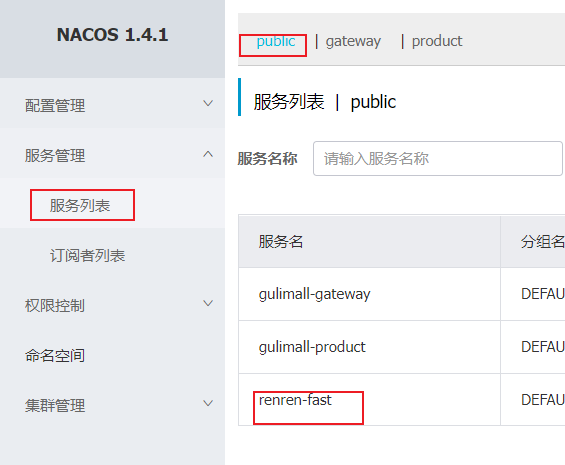 NACOS 1.4.1
配置管理
服务管理
服务列表
订阅者列表
权限控制
命名空间
集群管理
public | gateway | product
服务列表 | public
服务名称 请输入服务名称
服务名 分组名
gulimall-gateway DEFAU
gulimall-product DEFAU
renren-fast DEFAU